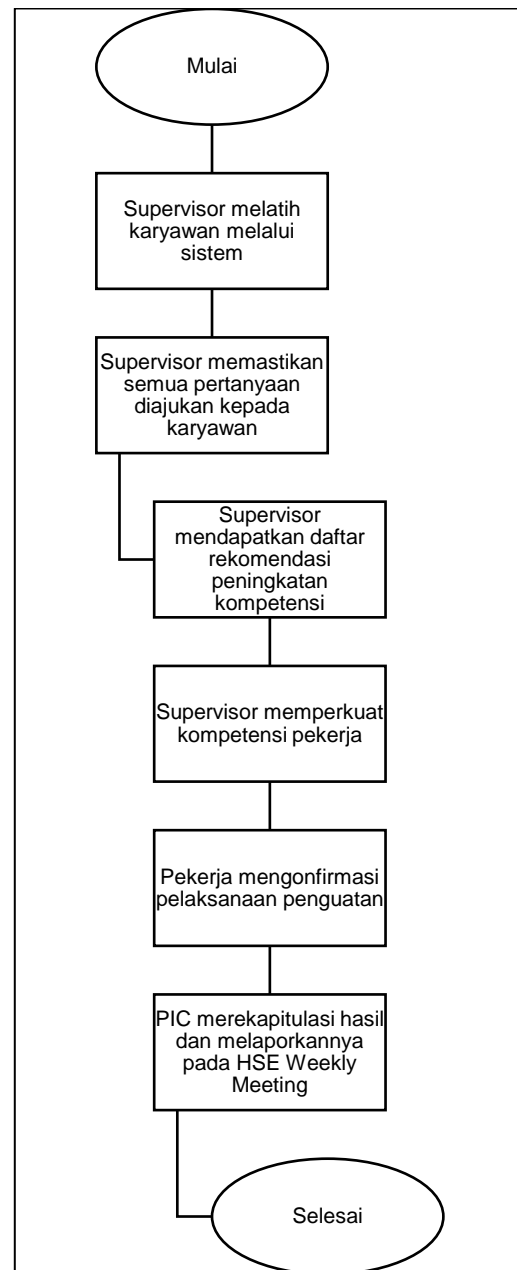 Mulai
Supervisor melatih
karyawan melalui
sistem
Supervisor memastikan
semua pertanyaan
diajukan kepada
karyawan
Supervisor
mendapatkan daftar
rekomendasi
peningkatan
kompetensi
Supervisor memperkuat
kompetensi pekerja
Pekerja mengonfirmasi
pelaksanaan penguatan
PIC merekapitulasi hasil
dan melaporkannya
pada HSE Weekly
Meeting
Selesai